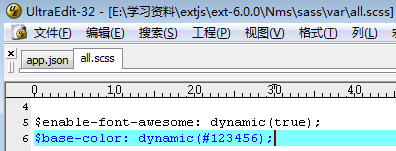 UltraEdit-32 - [E:\学习资料\extjs\ext-6.0.0\Nms\sass\var\all.scss]
文件(F) 编辑(E) 搜索(S) 工程(P) 视图(V) 格式(T) 列(L)
app.json all.scss
0 10 20 30 40
4
5 $enable-font-awesome: dynamic(true);
6 $base-color: dynamic(#123456);